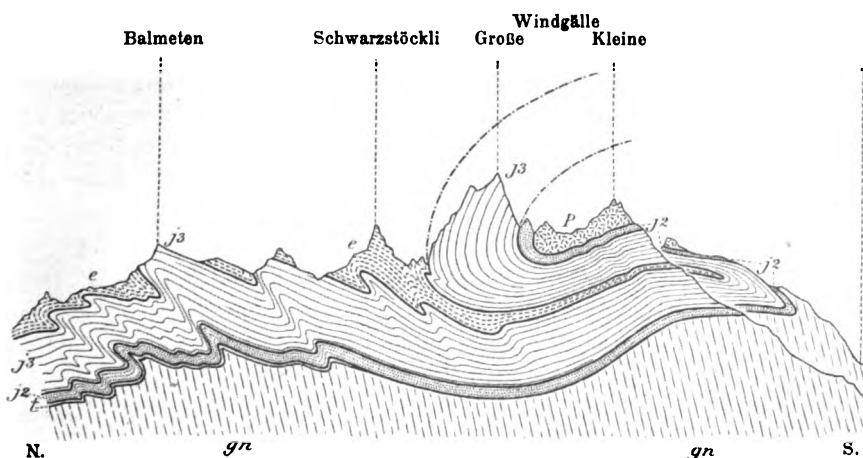 Windgälle
Balmeten Schwarzstöckli Große Kleine
j3
P j2
j3 e
e j2
j3
j2
t
N. gn gn S.